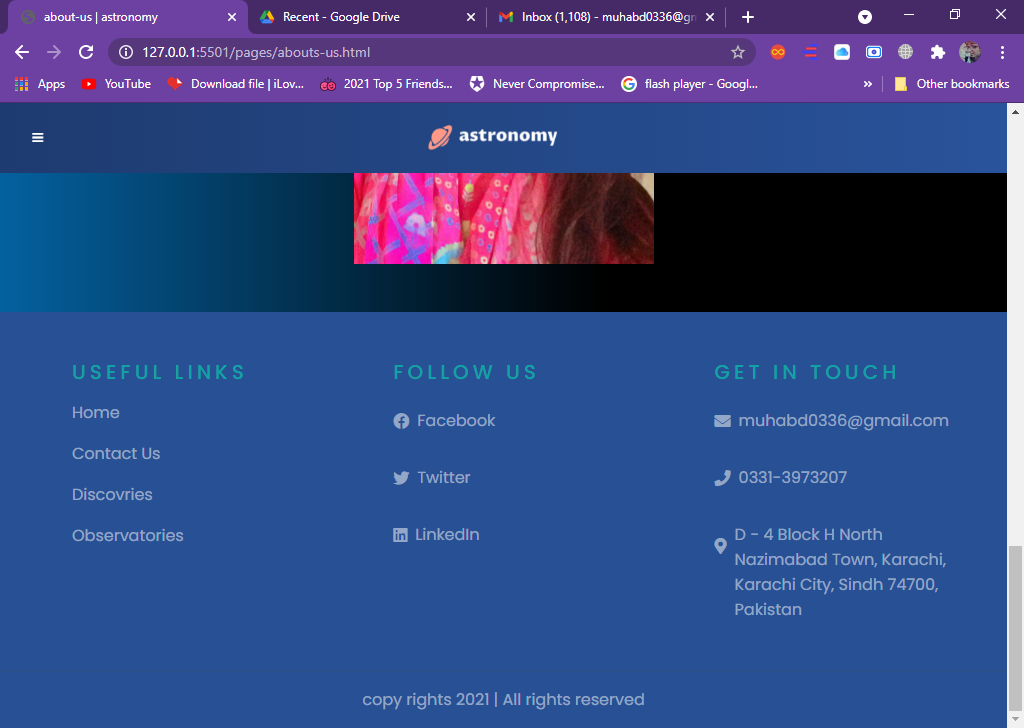 about-us | astronomy
Recent - Google Drive
Inbox (1,108) - muhabd0336@gm
127.0.0.1:5501/pages/abouts-us.html
Apps
YouTube
Download file | iLov...
2021 Top 5 Friends...
Never Compromise...
flash player - Googl...
»
Other bookmarks
astronomy
USEFUL LINKS
Home
Contact Us
Discovries
Observatories
FOLLOW US
Facebook
Twitter
LinkedIn
GET IN TOUCH
muhabd0336@gmail.com
0331-3973207
D - 4 Block H North
Nazimabad Town, Karachi,
Karachi City, Sindh 74700,
Pakistan
copy rights 2021 | All rights reserved